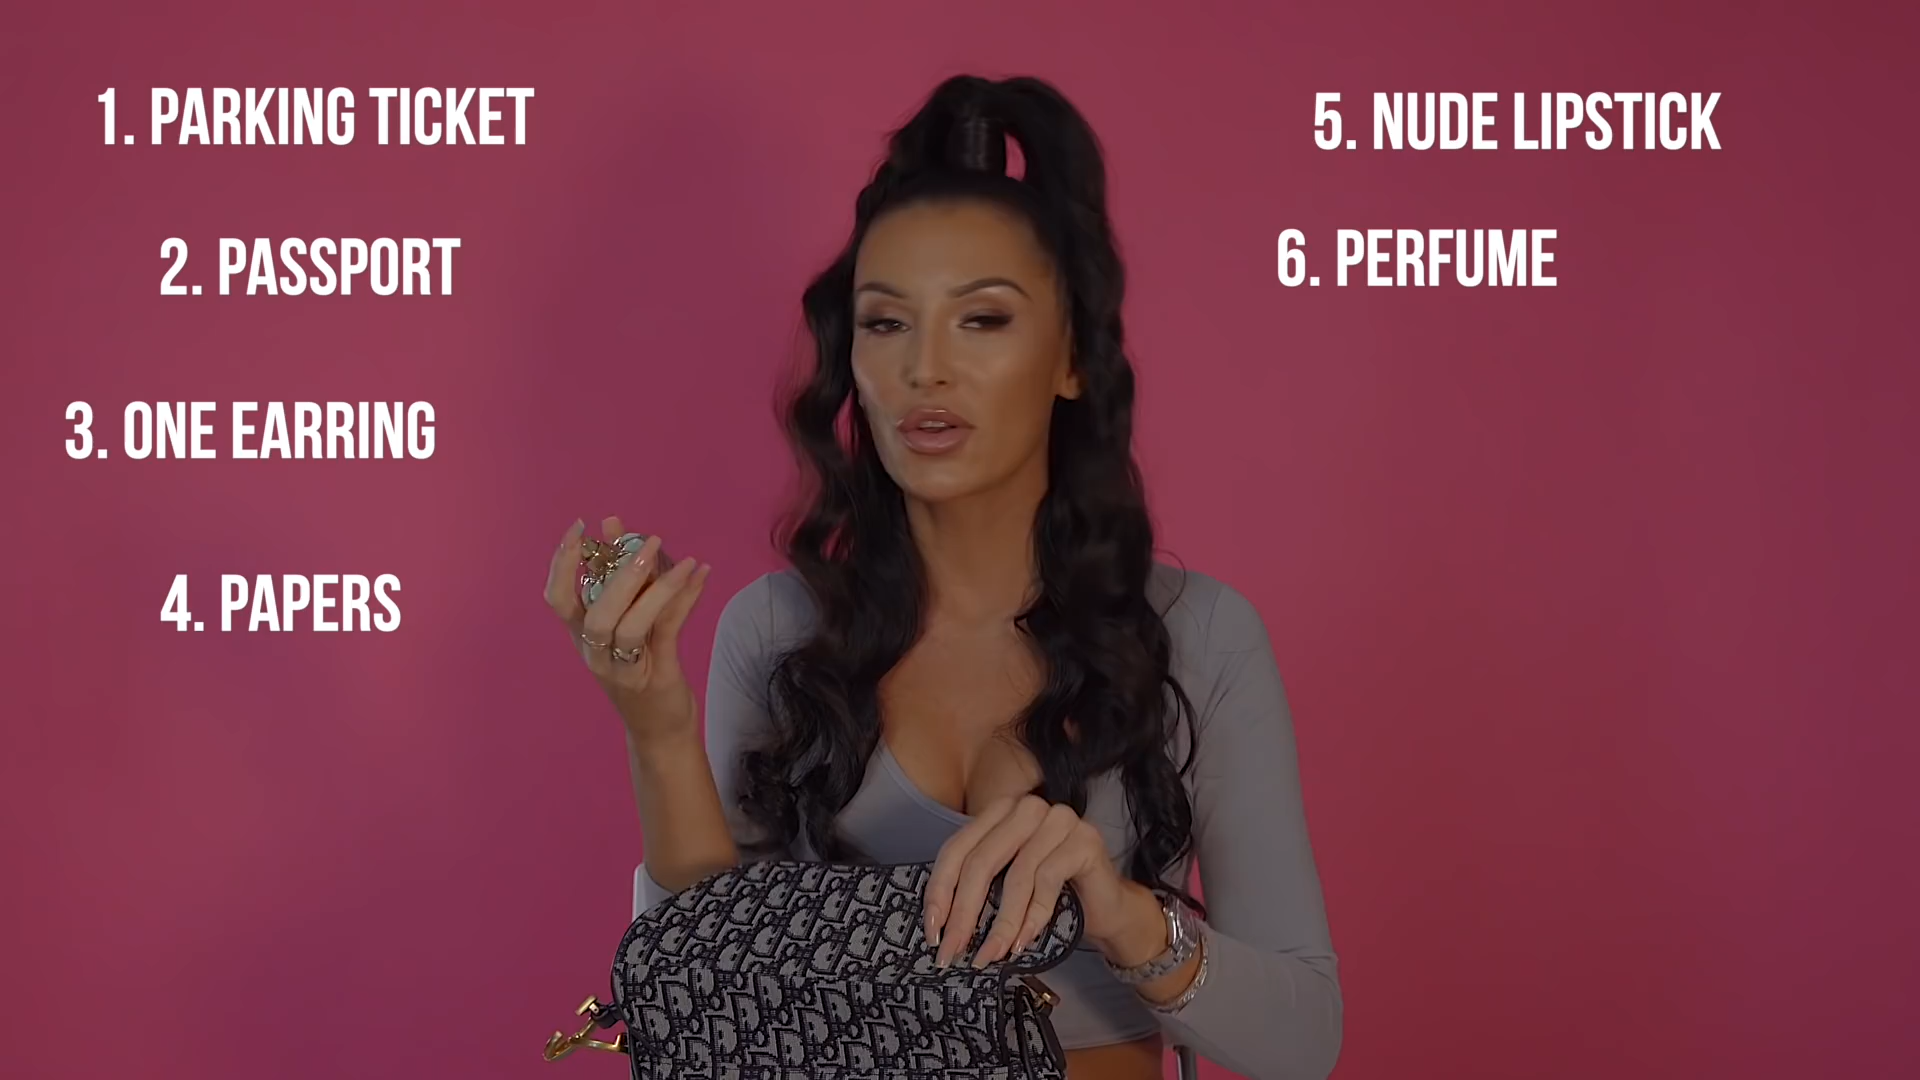 1. PARKING TICKET
2. PASSPORT
3. ONE EARRING
4. PAPERS
5. NUDE LIPSTICK
6. PERFUME